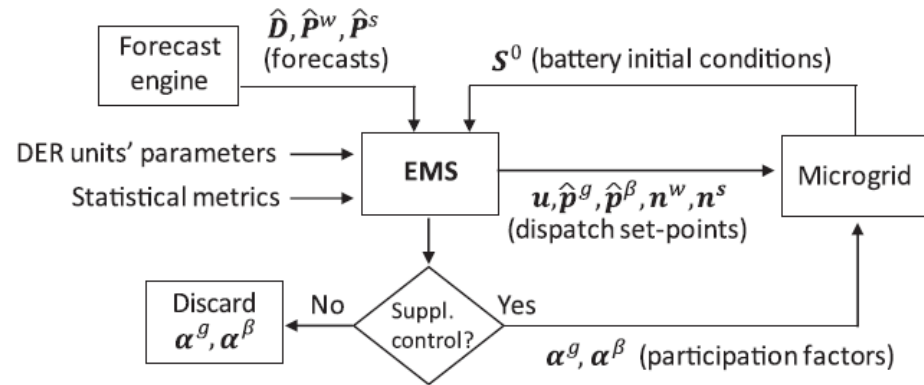 D̂, P̂ʷ, P̂ˢ
(forecasts)
Forecast
engine
S⁰ (battery initial conditions)
DER units' parameters
Statistical metrics
EMS
Microgrid
u, p̂ᵍ, p̂ᵝ, nʷ, nˢ
(dispatch set-points)
Discard
αᵍ, αᵝ
No
Suppl.
control?
Yes
αᵍ, αᵝ (participation factors)